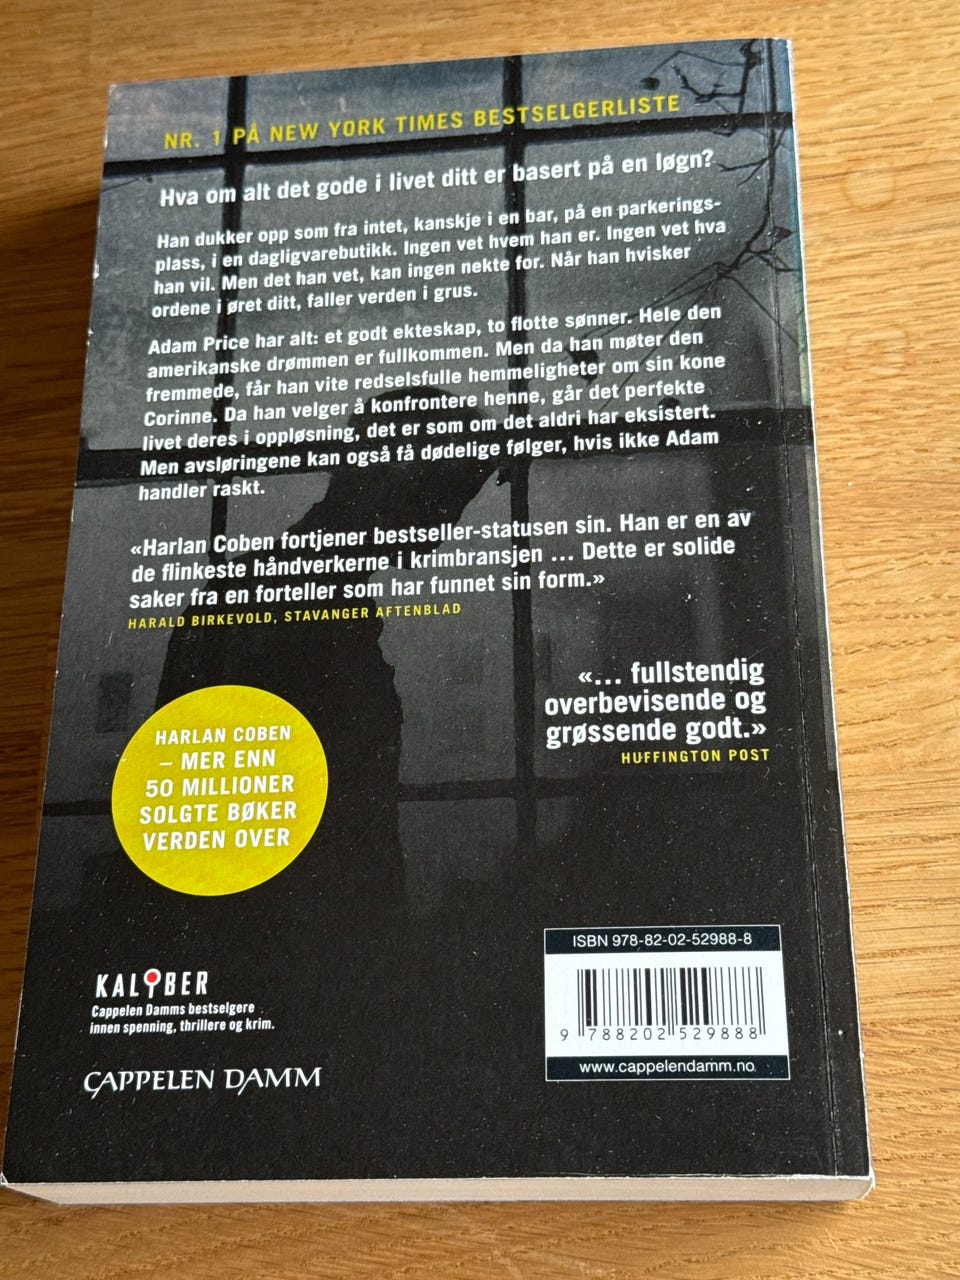 NR. 1 PÅ NEW YORK TIMES BESTSELGERLISTE
Hva om alt det gode i livet ditt er basert på en løgn?
Han dukker opp som fra intet, kanskje i en bar, på en parkerings-
plass, i en dagligvarebutikk. Ingen vet hvem han er. Ingen vet hva
han vil. Men det han vet, kan ingen nekte for. Når han hvisker
ordene i øret ditt, faller verden i grus.
Adam Price har alt: et godt ekteskap, to flotte sønner. Hele den
amerikanske drømmen er fullkommen. Men da han møter den
fremmede, får han vite redselsfulle hemmeligheter om sin kone
Corinne. Da han velger å konfrontere henne, går det perfekte
livet deres i oppløsning, det er som om det aldri har eksistert.
Men avsløringene kan også få dødelige følger, hvis ikke Adam
handler raskt.
«Harlan Coben fortjener bestseller-statusen sin. Han er en av
de flinkeste håndverkerne i krimbransjen ... Dette er solide
saker fra en forteller som har funnet sin form.»
HARALD BIRKEVOLD, STAVANGER AFTENBLAD
«... fullstendig
overbevisende og
grøssende godt.»
HUFFINGTON POST
HARLAN COBEN
– MER ENN
50 MILLIONER
SOLGTE BØKER
VERDEN OVER
KALIBER
Cappelen Damms bestselgere
innen spenning, thrillere og krim.
CAPPELEN DAMM
ISBN 978-82-02-52988-8
9 788202 529888
www.cappelendamm.no